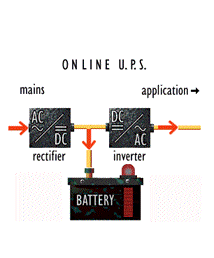 ONLINE U.P.S.
mains application
AC DC
DC AC
rectifier inverter
BATTERY